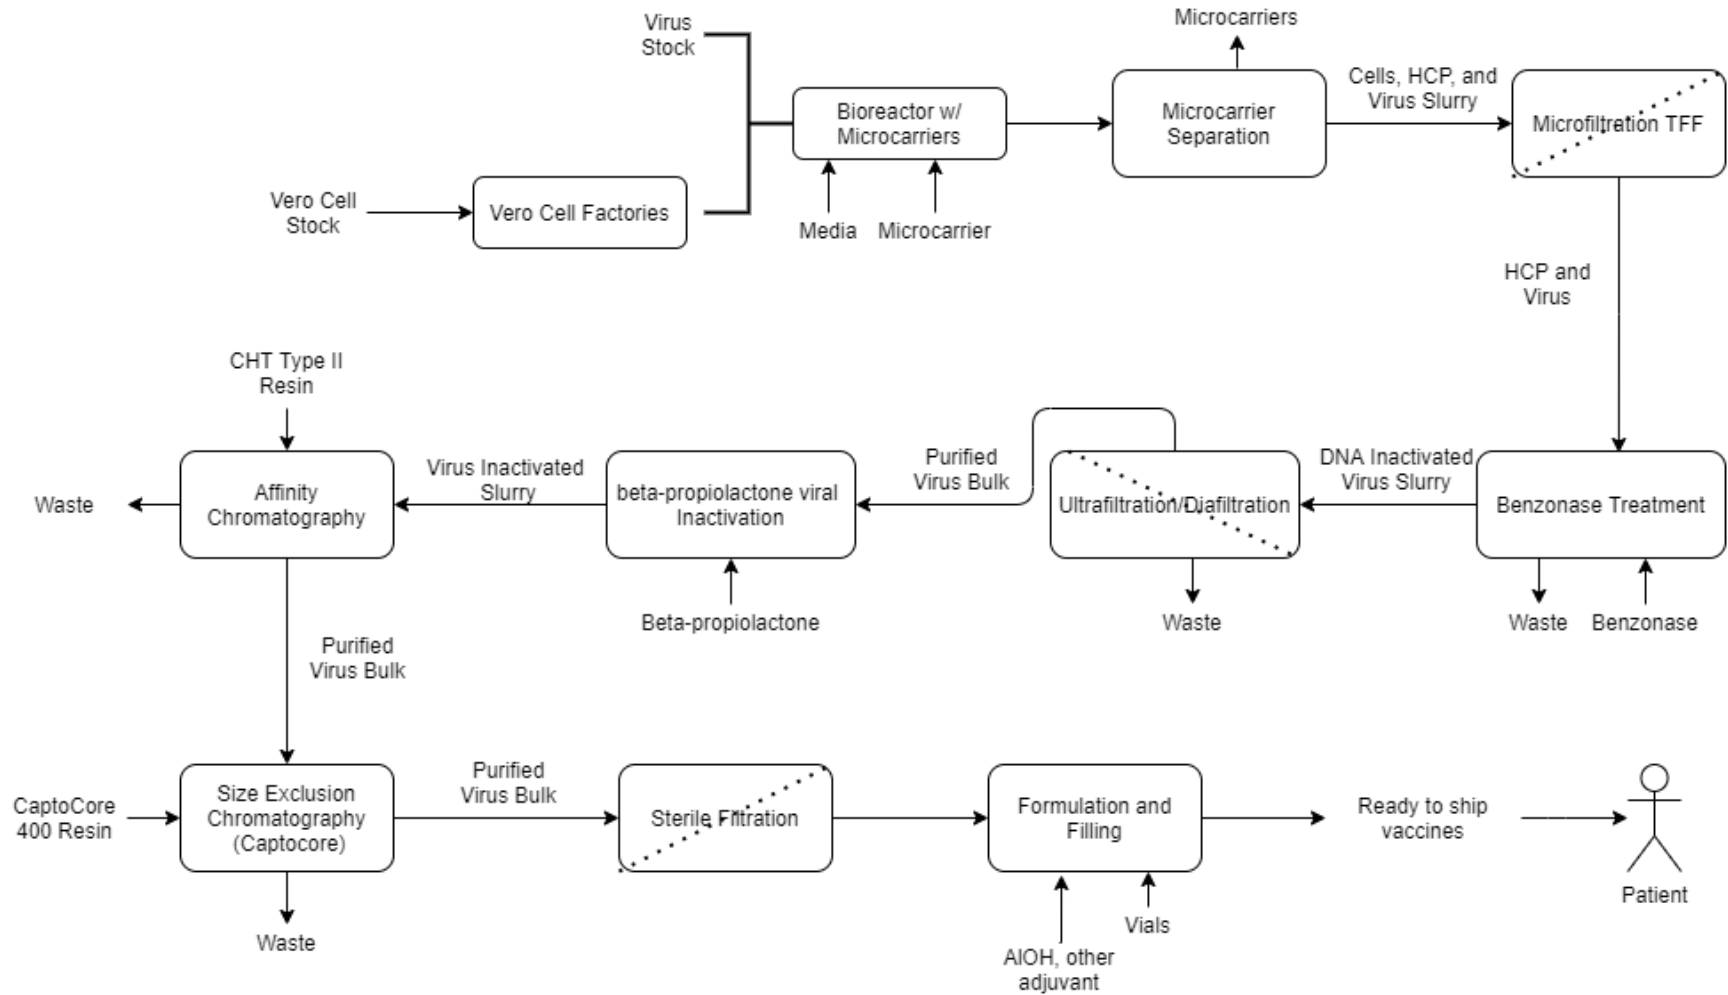 Virus
Stock
Microcarriers
Bioreactor w/
Microcarriers
Microcarrier
Separation
Cells, HCP, and
Virus Slurry
Microfiltration TFF
Vero Cell
Stock
Vero Cell Factories
Media
Microcarrier
HCP and
Virus
CHT Type II
Resin
Waste
Affinity
Chromatography
Virus Inactivated
Slurry
beta-propiolactone viral
Inactivation
Purified
Virus Bulk
Ultrafiltration/Diafiltration
DNA Inactivated
Virus Slurry
Benzonase Treatment
Beta-propiolactone
Waste
Waste
Benzonase
Purified
Virus Bulk
CaptoCore
400 Resin
Size Exclusion
Chromatography
(Captocore)
Purified
Virus Bulk
Sterile Filtration
Formulation and
Filling
Ready to ship
vaccines
Patient
Waste
Vials
AlOH, other
adjuvant